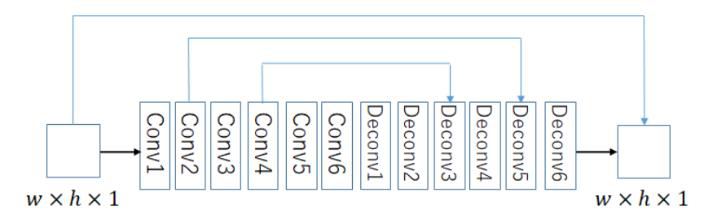 Conv1
Conv2
Conv3
Conv4
Conv5
Conv6
Deconv1
Deconv2
Deconv3
Deconv4
Deconv5
Deconv6
w × h × 1
w × h × 1